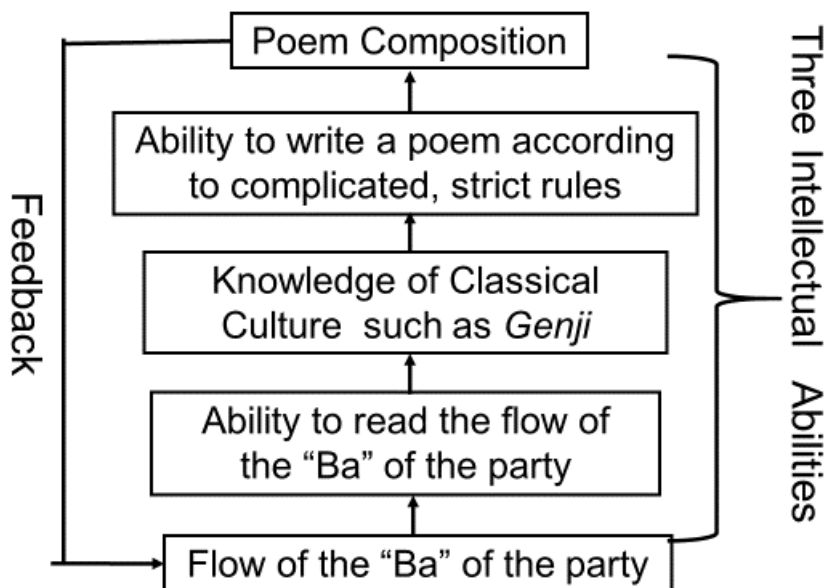 Poem Composition
Ability to write a poem according
to complicated, strict rules
Knowledge of Classical
Culture such as Genji
Ability to read the flow of
the “Ba” of the party
Flow of the “Ba” of the party
Feedback
Three Intellectual Abilities